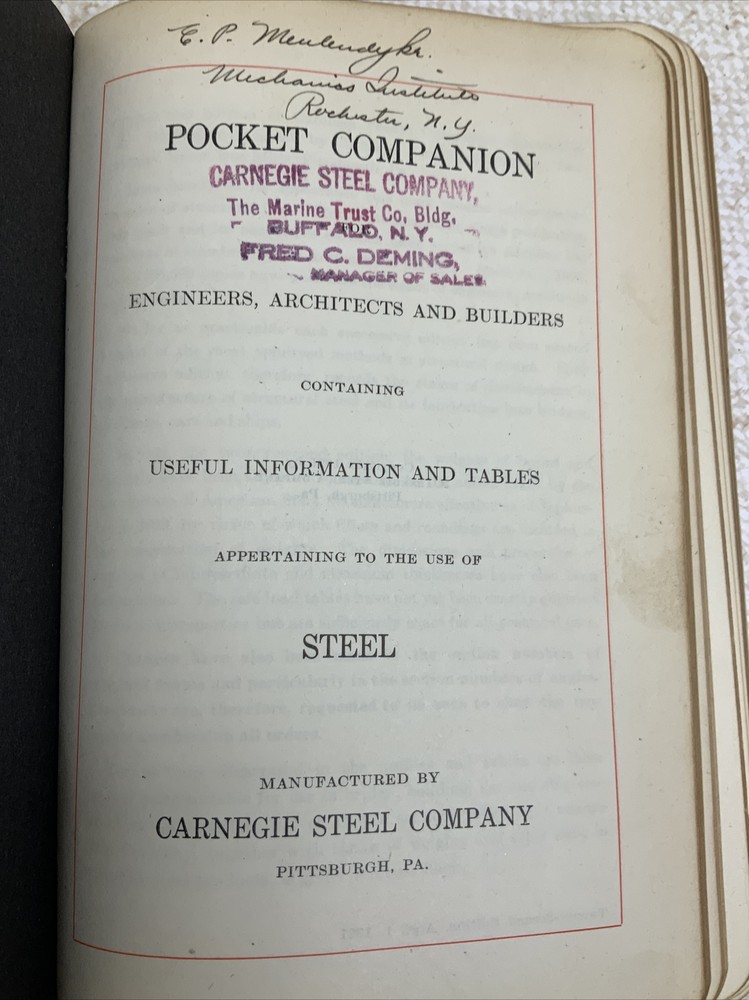 E. P. Meulendyke.
Mechanics Institute
Rochester, N.Y.
POCKET COMPANION
CARNEGIE STEEL COMPANY,
The Marine Trust Co, Bldg,
FOR
BUFFALO, N. Y.
FRED C. DEMING,
MANAGER OF SALES.
ENGINEERS, ARCHITECTS AND BUILDERS
CONTAINING
USEFUL INFORMATION AND TABLES
APPERTAINING TO THE USE OF
STEEL
MANUFACTURED BY
CARNEGIE STEEL COMPANY
PITTSBURGH, PA.